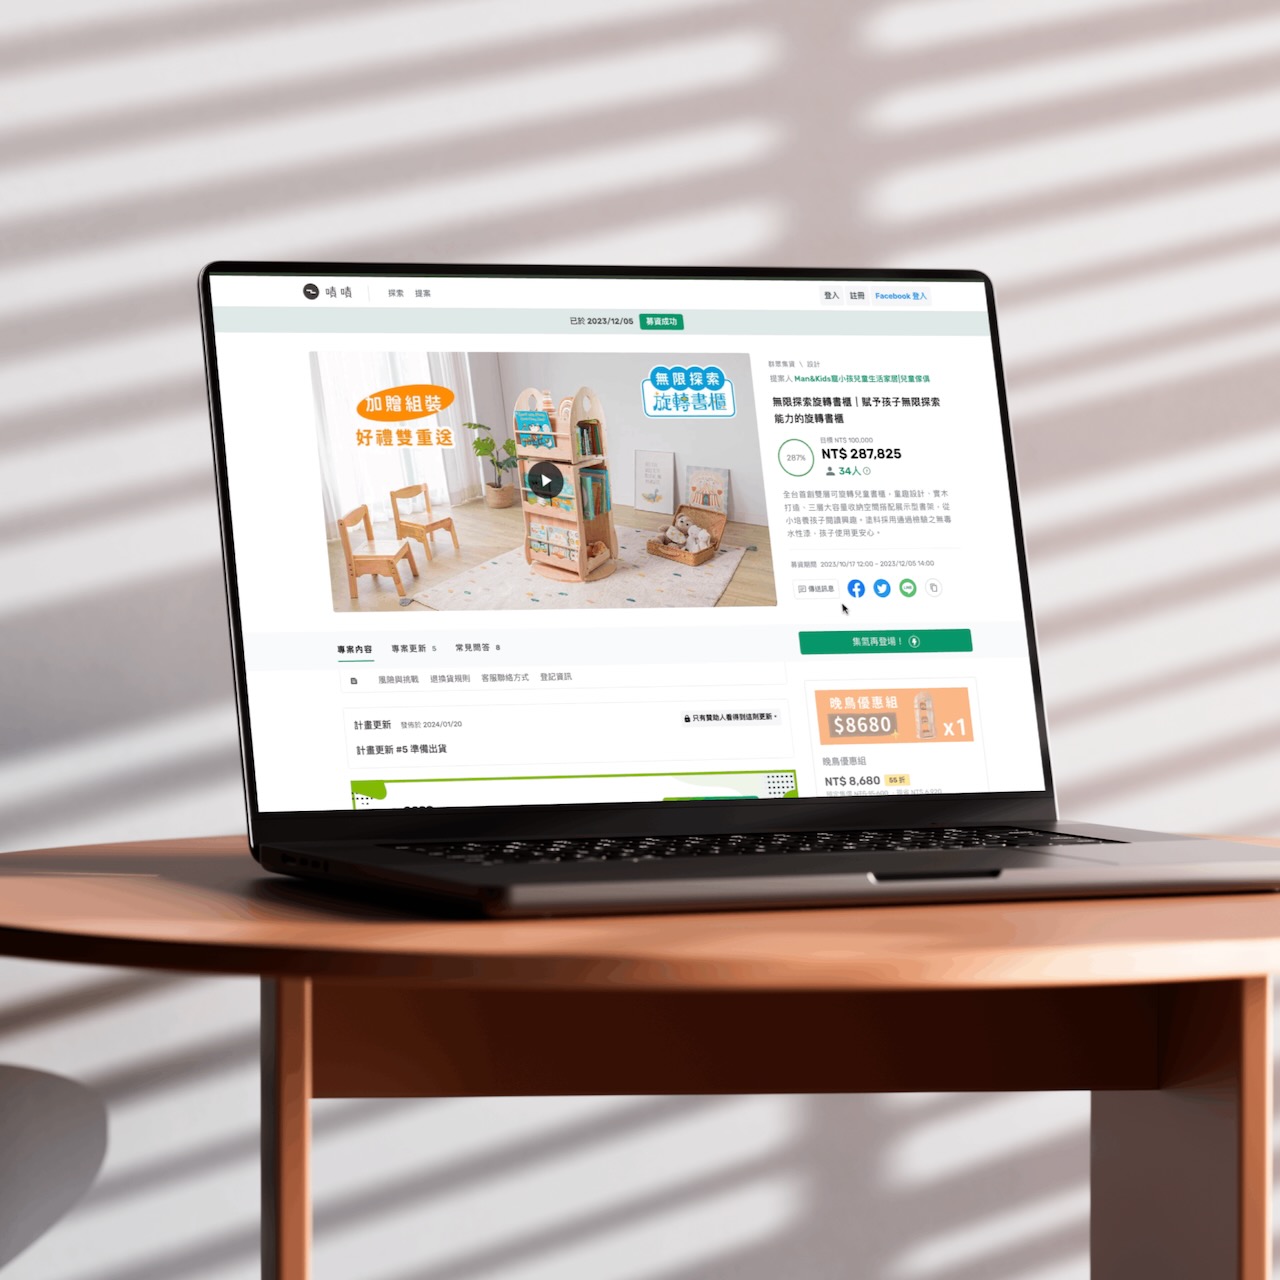 嘖嘖
探索 提案
登入 註冊 Facebook 登入
已於 2023/12/05 募資成功
加贈組裝
好禮雙重送
無限探索
旋轉書櫃
群眾集資 \ 設計
提案人 Man&Kids瞞小孩兒童生活家居|兒童傢俱
無限探索旋轉書櫃 | 賦予孩子無限探索
能力的旋轉書櫃
287%
目標 NT$ 100,000
NT$ 287,825
34人
全台首創雙層可旋轉兒童書櫃，童趣設計、實木
打造、三層大容量收納空間搭配展示型書架，從
小培養孩子閱讀興趣。塗料採用通過檢驗之無毒
水性漆，孩子使用更安心。
募資期間 2023/10/17 12:00 – 2023/12/05 14:00
傳送訊息
專案內容 專案更新 5 常見問答 8
集氣再登場！
風險與挑戰 退換貨規則 客服聯絡方式 登記資訊
計畫更新 發佈於 2024/01/20
只有贊助人看得到這則更新
計畫更新 #5 準備出貨
晚鳥優惠組
$8680
x1
晚鳥優惠組
NT$ 8,680 55 折